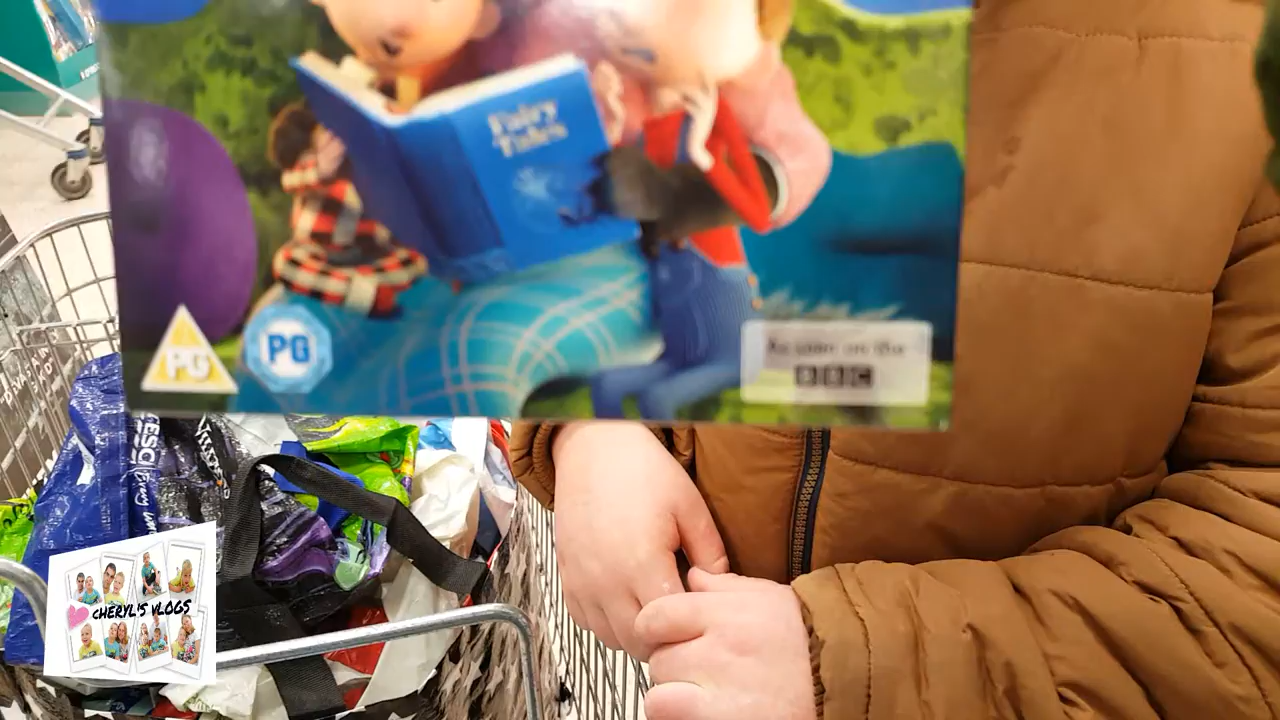 Fairy
Tales
PG
PG
As seen on the
BBC
TESCO
CHERYL'S VLOGS